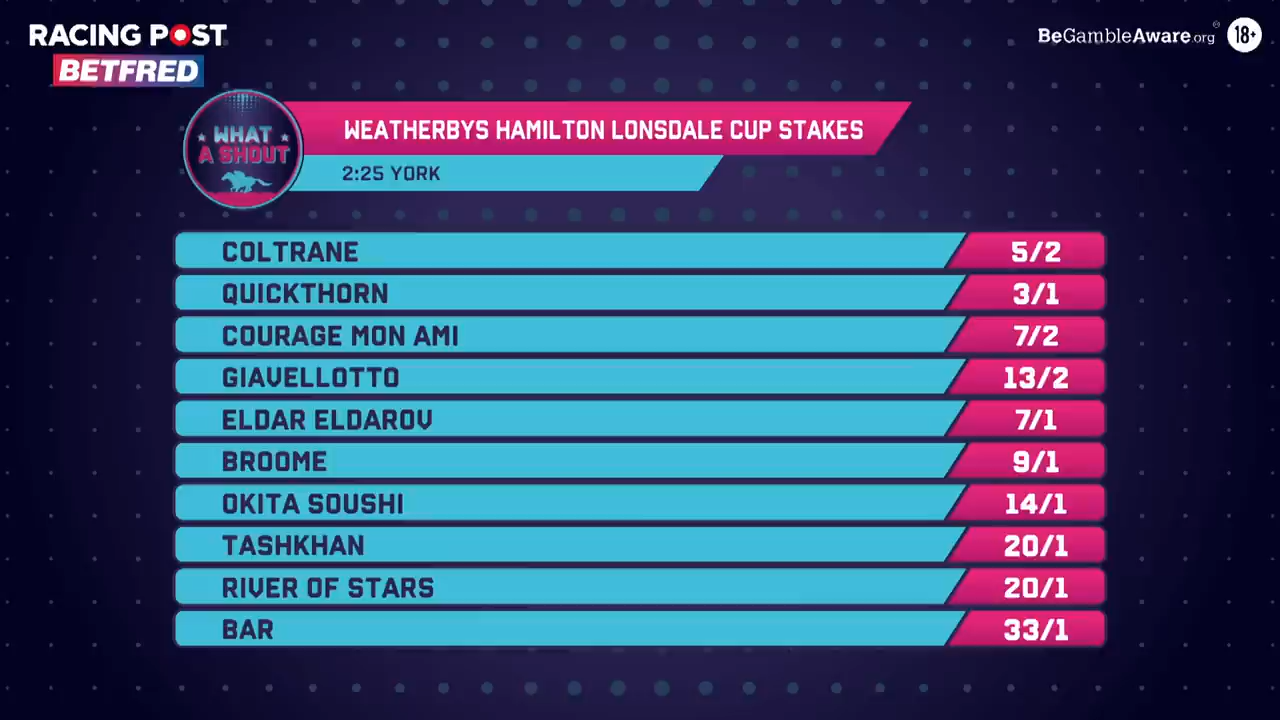 RACING POST
BETFRED
BeGambleAware.org® 18+
WHAT
A SHOUT
WEATHERBYS HAMILTON LONSDALE CUP STAKES
2:25 YORK
COLTRANE 5/2
QUICKTHORN 3/1
COURAGE MON AMI 7/2
GIAVELLOTTO 13/2
ELDAR ELDAROV 7/1
BROOME 9/1
OKITA SOUSHI 14/1
TASHKHAN 20/1
RIVER OF STARS 20/1
BAR 33/1